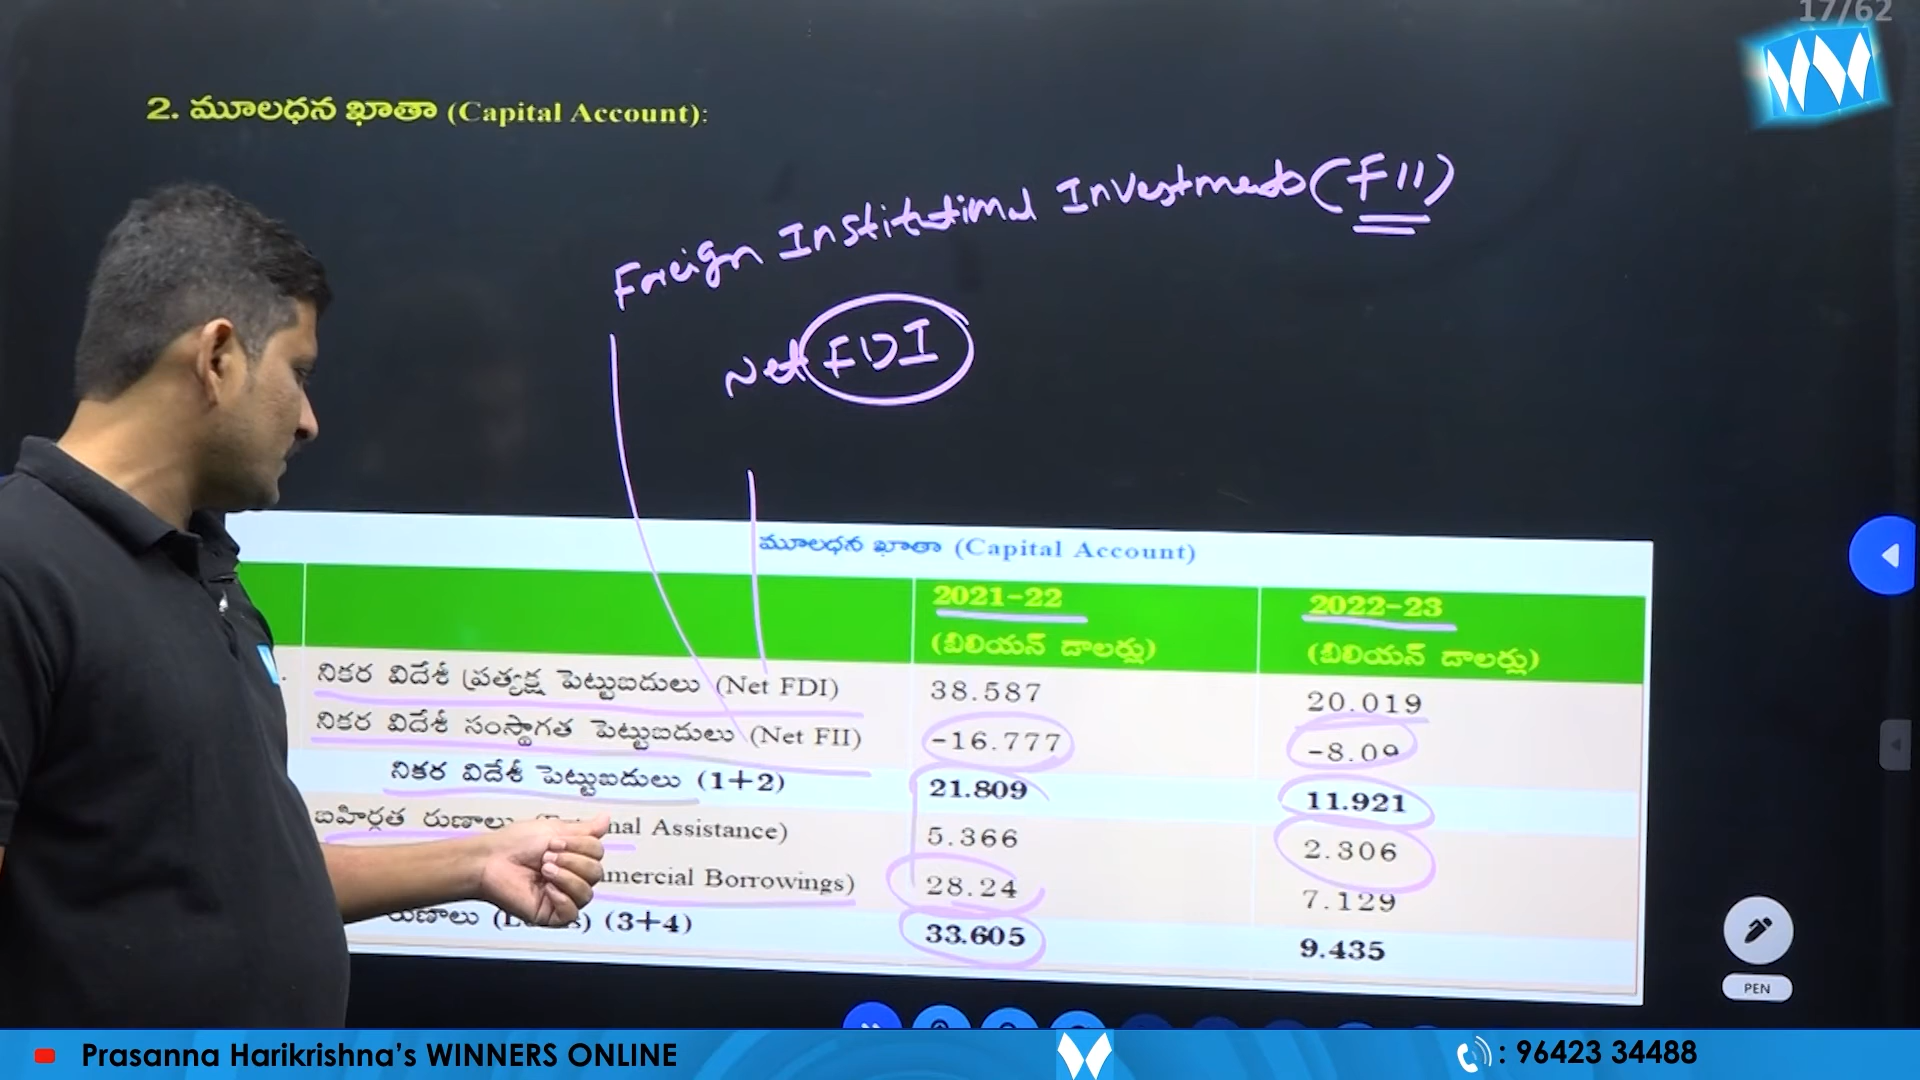 17/62
2. మూలధన ఖాతా (Capital Account):
Foreign Institutional Investments (FII)
Net FDI
మూలధన ఖాతా (Capital Account)
2021-22 2022-23
(బిలియన్ డాలర్లు) (బిలియన్ డాలర్లు)
నికర విదేశీ ప్రత్యక్ష పెట్టుబడులు (Net FDI) 38.587 20.019
నికర విదేశీ సంస్థాగత పెట్టుబడులు (Net FII) -16.777 -8.09
నికర విదేశీ పెట్టుబడులు (1+2) 21.809 11.921
బహిర్గత రుణాలు Assistance) 5.366 2.306
Borrowings) 28.24 7.129
రుణాలు (3+4) 33.605 9.435
PEN
Prasanna Harikrishna's WINNERS ONLINE : 96423 34488